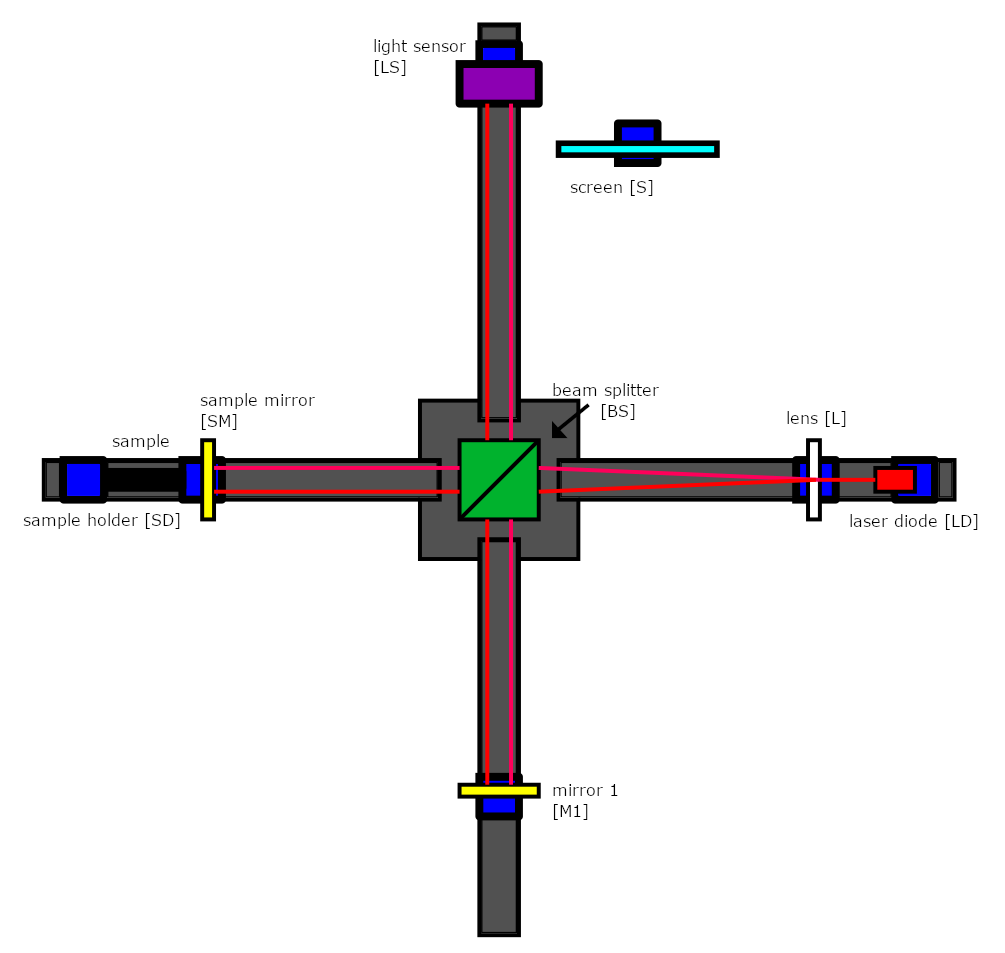 light sensor
[LS]
screen [S]
beam splitter
[BS]
sample mirror
[SM]
lens [L]
sample
sample holder [SD]
laser diode [LD]
mirror 1
[M1]